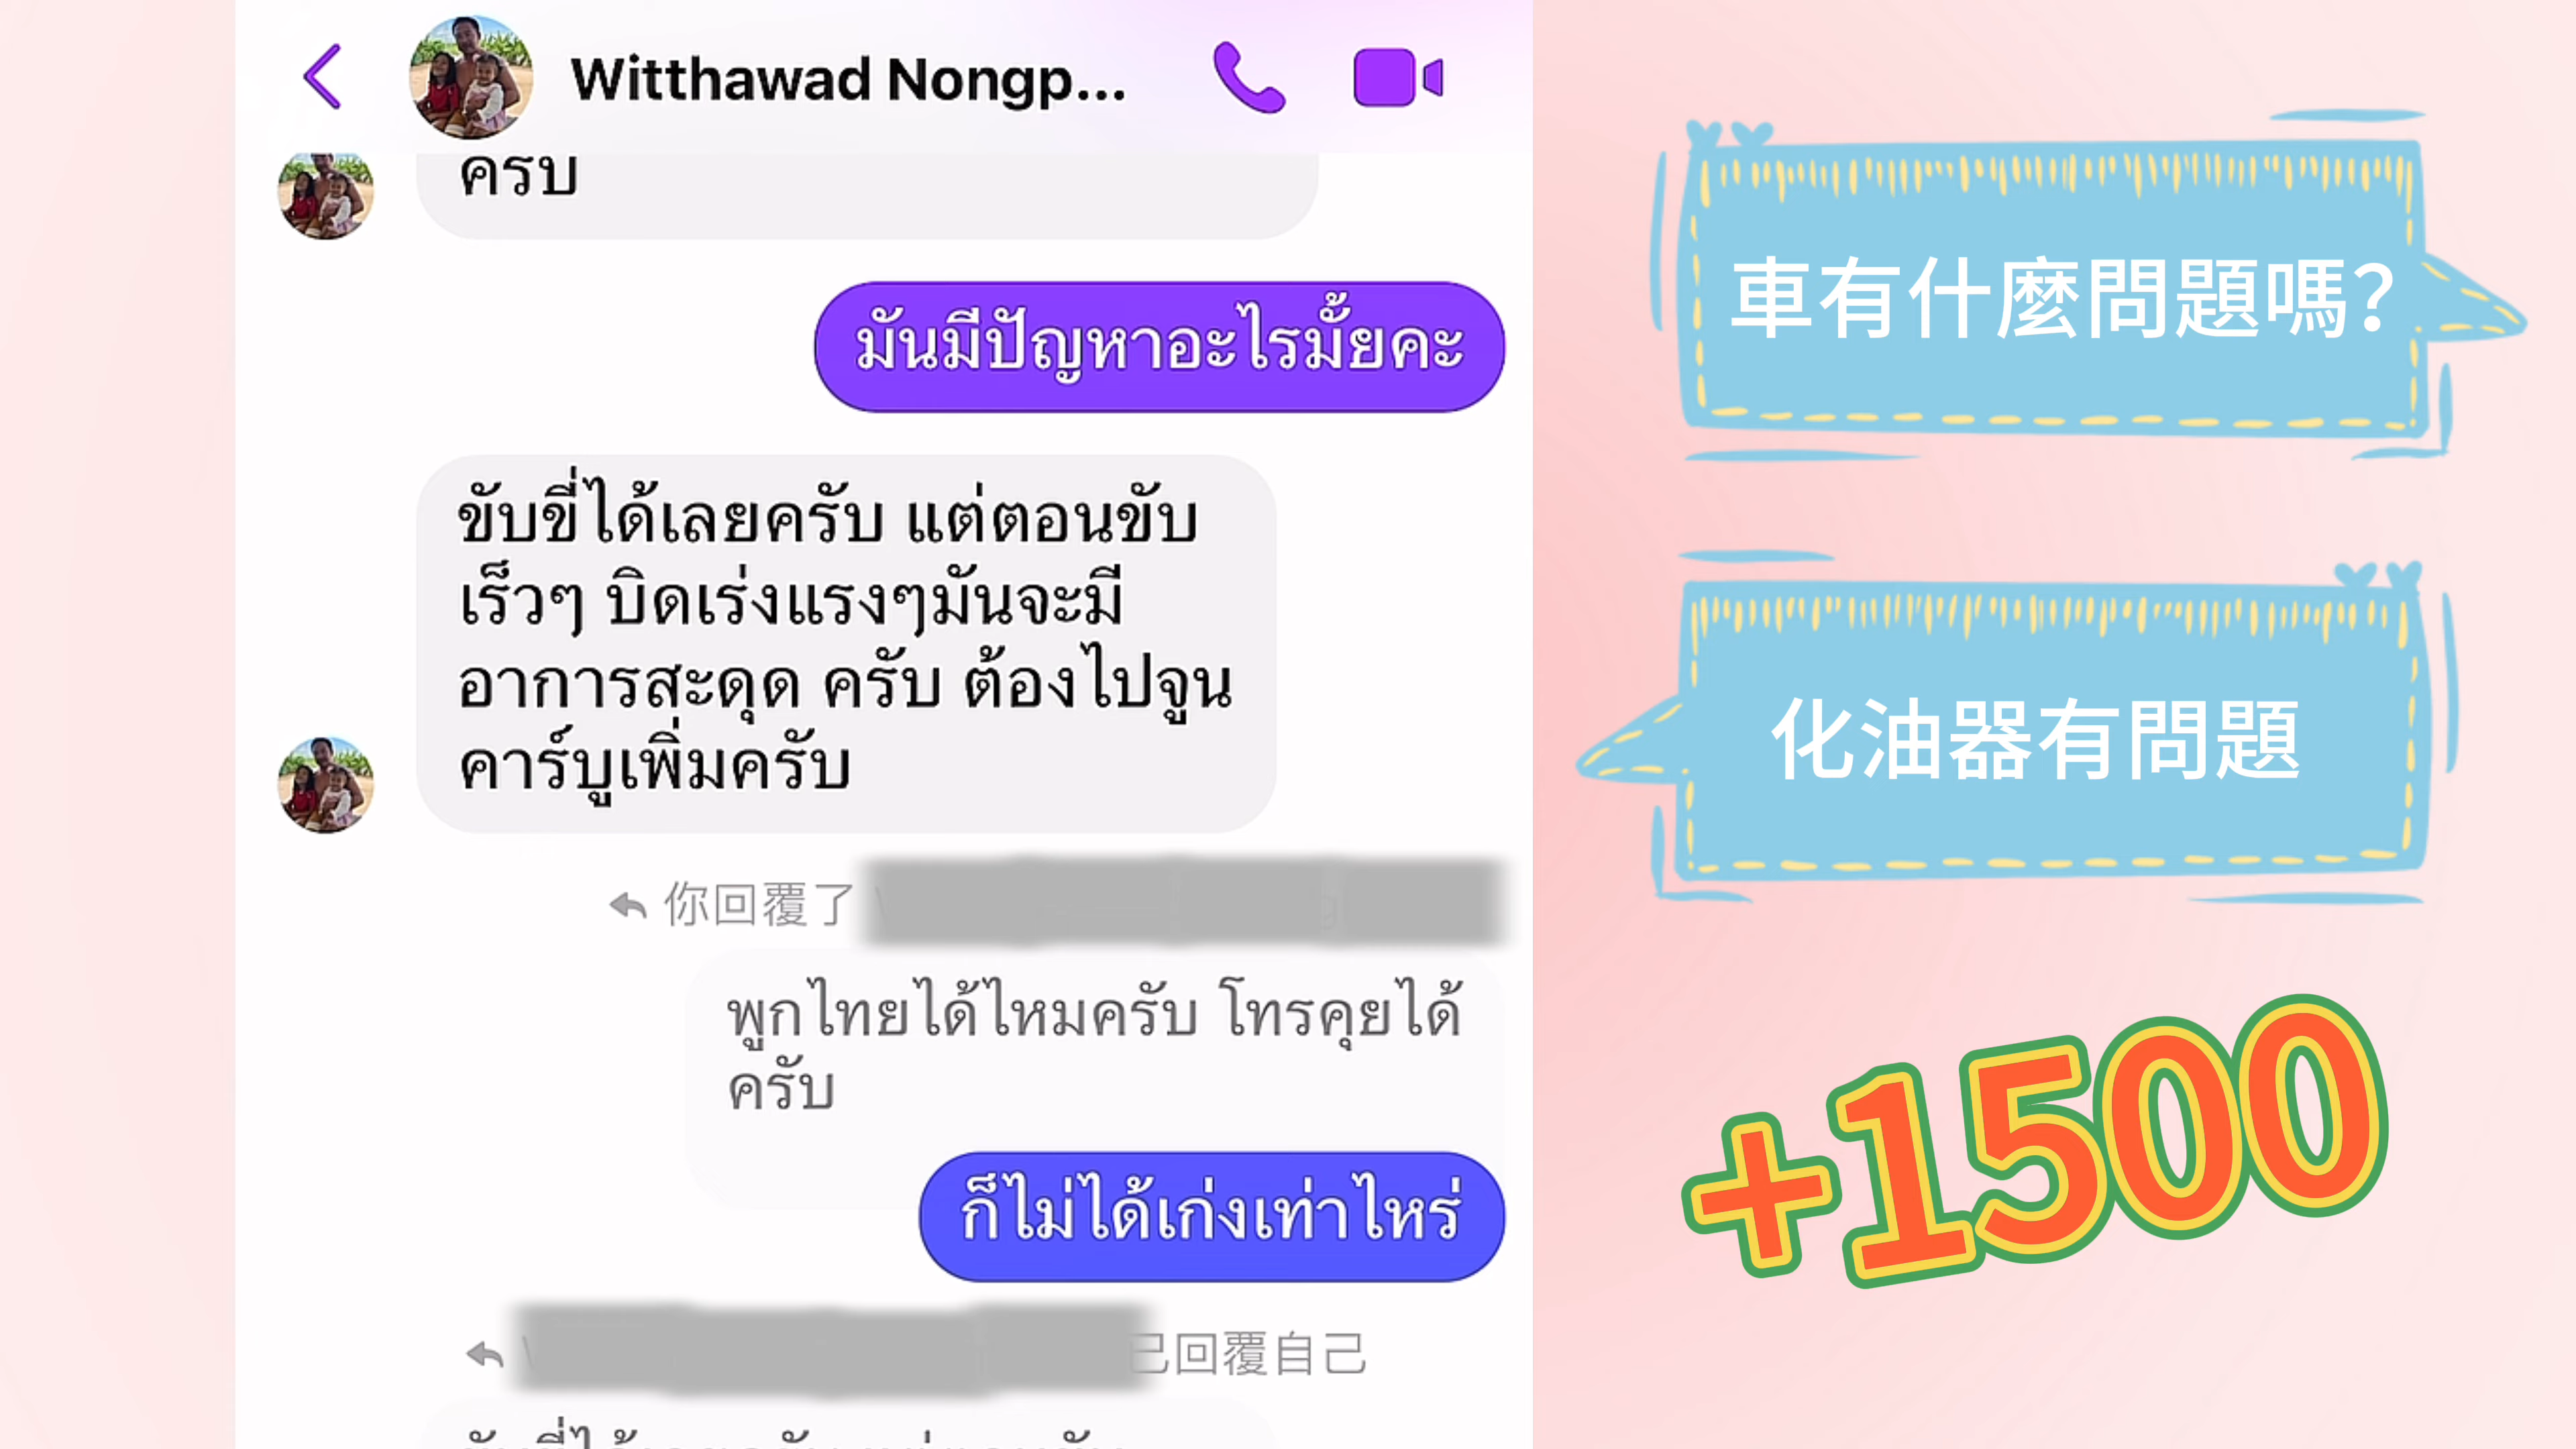 Witthawad Nongp...
ครับ
มันมีปัญหาอะไรมั้ยคะ
ขับขี่ได้เลยครับ แต่ตอนขับ
เร็วๆ บิดเร่งแรงๆมันจะมี
อาการสะดุด ครับ ต้องไปจูน
คาร์บูเพิ่มครับ
你回覆了
พูกไทยได้ไหมครับ โทรคุยได้
ครับ
ก็ไม่ได้เก่งเท่าไหร่
已回覆自己
車有什麼問題嗎?
化油器有問題
+1500